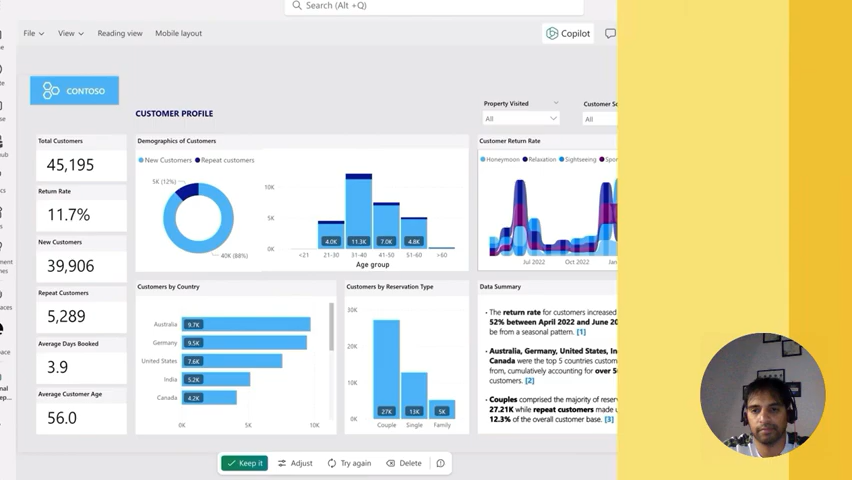 Search (Alt +Q)
File View Reading view Mobile layout Copilot
CONTOSO
CUSTOMER PROFILE
Property Visited
All
Customer So
All
Total Customers
45,195
Return Rate
11.7%
New Customers
39,906
Repeat Customers
5,289
Average Days Booked
3.9
Average Customer Age
56.0
Demographics of Customers
New Customers Repeat customers
5K (12%)
40K (88%)
10K
5K
0K
4.0K 11.3K 7.0K 4.8K
<21 21-30 31-40 41-50 51-60 >60
Age group
Customer Return Rate
Honeymoon Relaxation Sightseeing Spor
Jul 2022 Oct 2022 Jan
Customers by Country
Australia 9.7K
Germany 9.5K
United States 7.6K
India 5.2K
Canada 4.2K
0K 5K 10K
Customers by Reservation Type
30K
20K
10K
0K
27K 13K 5K
Couple Single Family
Data Summary
• The return rate for customers increased
52% between April 2022 and June 20
be from a seasonal pattern. [1]
• Australia, Germany, United States, In
Canada were the top 5 countries custom
from, cumulatively accounting for over 5
customers. [2]
• Couples comprised the majority of reser
27.21K while repeat customers made u
12.3% of the overall customer base. [3]
Keep it Adjust Try again Delete